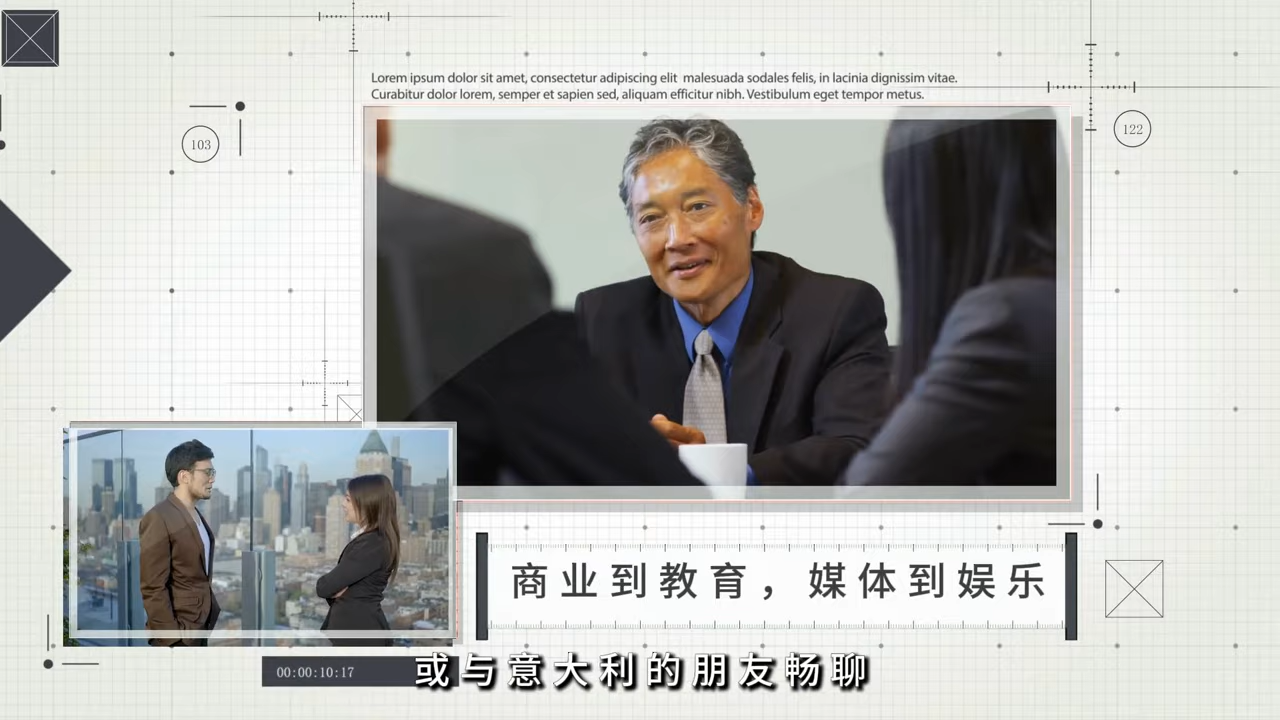 Lorem ipsum dolor sit amet, consectetur adipiscing elit  malesuada sodales felis, in lacinia dignissim vitae.
Curabitur dolor lorem, semper et sapien sed, aliquam efficitur nibh. Vestibulum eget tempor metus.
103
122
商业到教育，媒体到娱乐
00:00:10:17
或与意大利的朋友畅聊